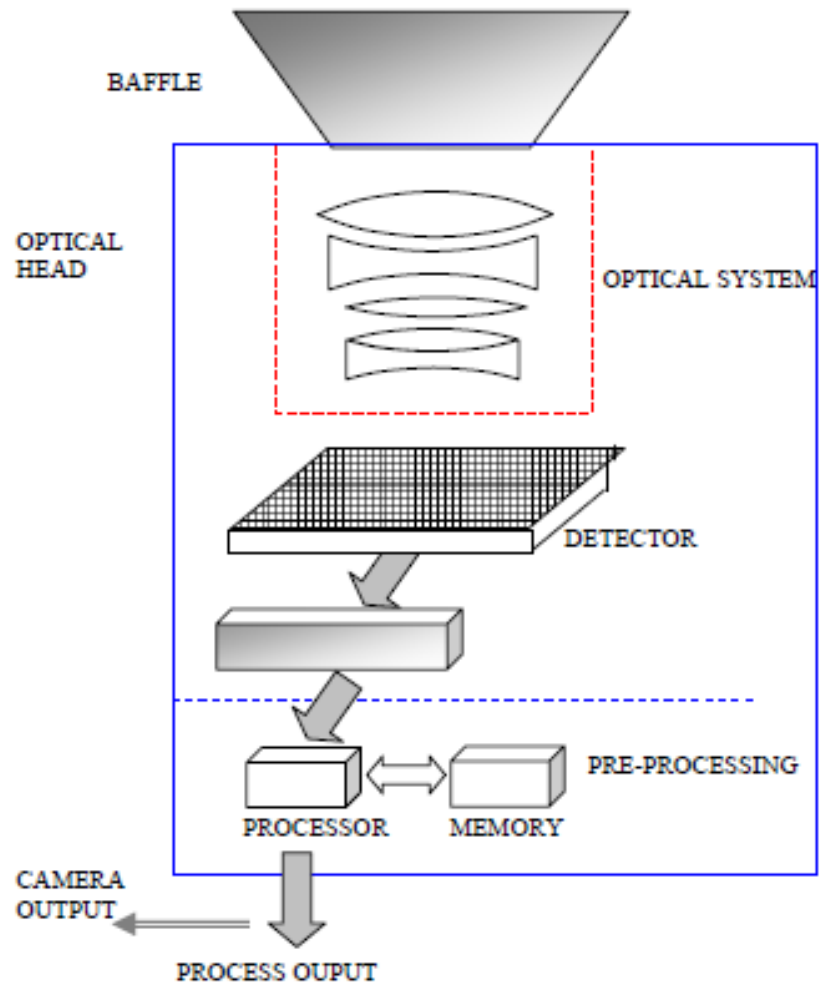 BAFFLE
OPTICAL
HEAD
OPTICAL SYSTEM
DETECTOR
PRE-PROCESSING
PROCESSOR
MEMORY
CAMERA
OUTPUT
PROCESS OUPUT